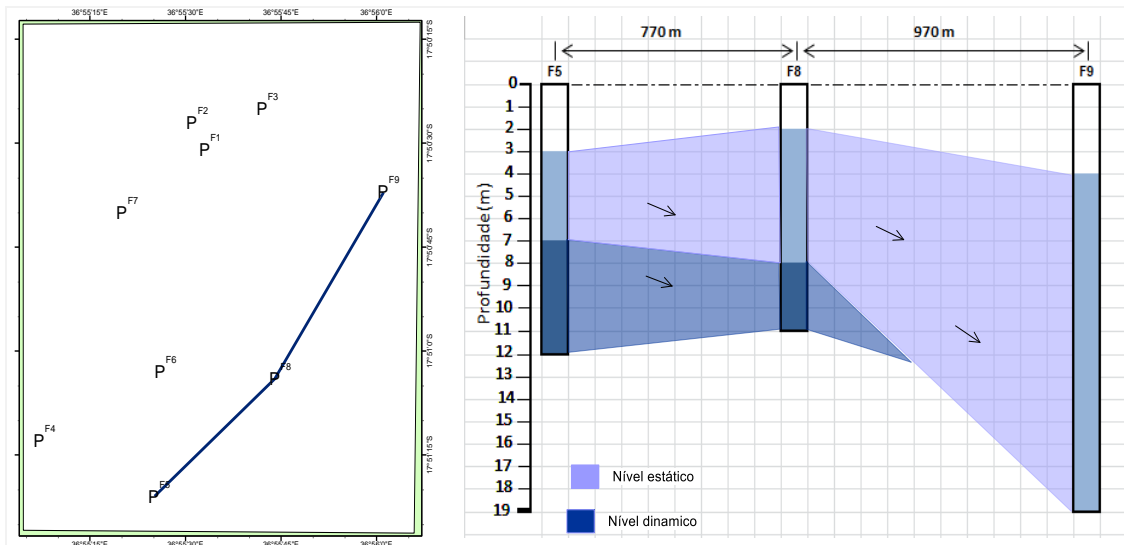 36°55'15"E 36°55'30"E 36°55'45"E 36°56'0"E
17°50'15"S
17°50'30"S
17°50'45"S
17°51'0"S
17°51'15"S
P F3
P F2
P F1
P F9
P F7
P F6
P F8
P F4
P F5
36°55'15"E 36°55'30"E 36°55'45"E 36°56'0"E
770 m 970 m
F5 F8 F9
Profundidade(m)
0
1
2
3
4
5
6
7
8
9
10
11
12
13
14
15
16
17
18
19
Nível estático
Nível dinamico